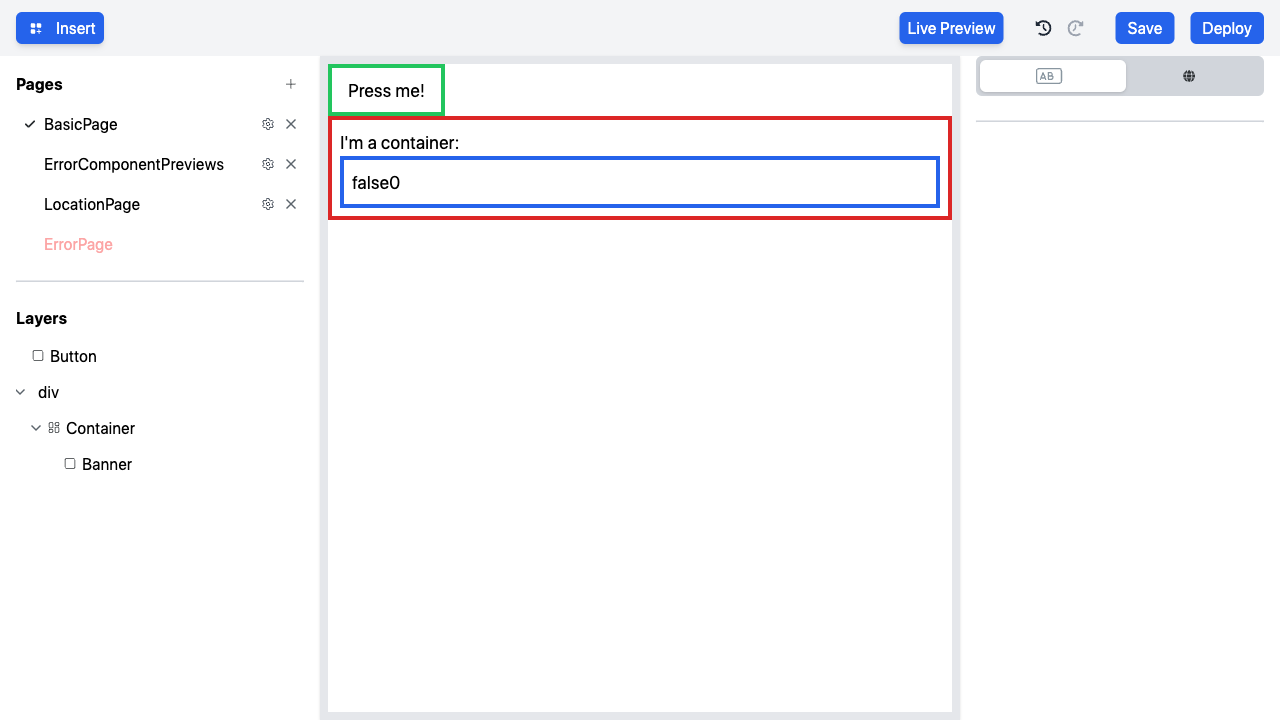 Insert
Live Preview
Save
Deploy
Pages
BasicPage
ErrorComponentPreviews
LocationPage
ErrorPage
Layers
Button
div
Container
Banner
Press me!
I'm a container:
false0
AB